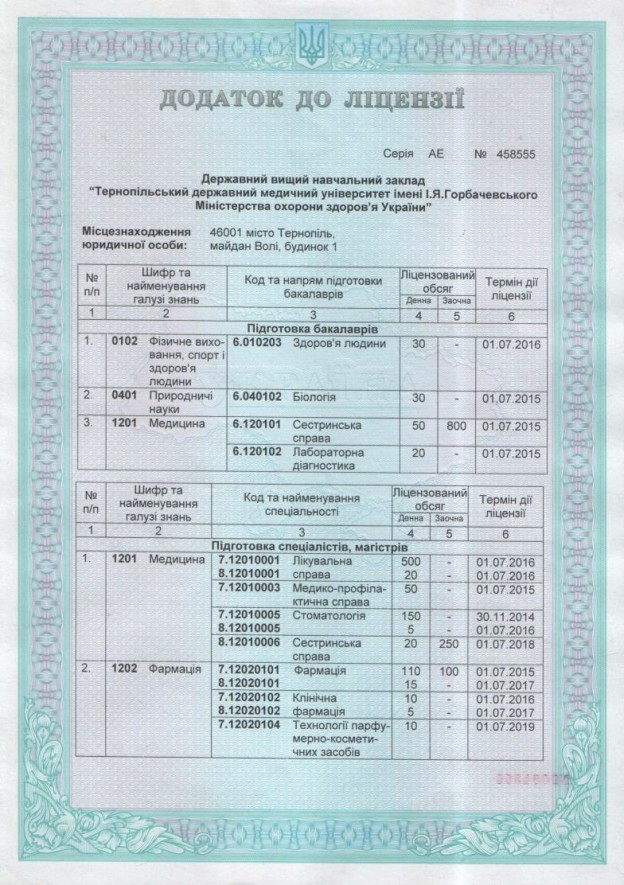 ДОДАТОК ДО ЛІЦЕНЗІЇ
Серія АЕ № 458555
Державний вищий навчальний заклад
“Тернопільський державний медичний університет імені І.Я.Горбачевського
Міністерства охорони здоров’я України”
Місцезнаходження 46001 місто Тернопіль,
юридичної особи: майдан Волі, будинок 1
№ п/п Шифр та найменування галузі знань Код та напрям підготовки бакалаврів Ліцензований обсяг Денна Заочна Термін дії ліцензії
1 2 3 4 5 6
Підготовка бакалаврів
1. 0102 Фізичне вихо- 6.010203 Здоров’я людини 30 - 01.07.2016
вання, спорт і
здоров’я
людини
2. 0401 Природничі 6.040102 Біологія 30 - 01.07.2015
науки
3. 1201 Медицина 6.120101 Сестринська 50 800 01.07.2015
справа
6.120102 Лабораторна 20 - 01.07.2015
діагностика
№ п/п Шифр та найменування галузі знань Код та найменування спеціальності Ліцензований обсяг Денна Заочна Термін дії ліцензії
1 2 3 4 5 6
Підготовка спеціалістів, магістрів
1. 1201 Медицина 7.12010001 Лікувальна 500 - 01.07.2016
8.12010001 справа 20 - 01.07.2016
7.12010003 Медико-профіла- 50 - 01.07.2015
ктична справа
7.12010005 Стоматологія 150 - 30.11.2014
8.12010005 5 - 01.07.2016
8.12010006 Сестринська 20 250 01.07.2018
справа
2. 1202 Фармація 7.12020101 Фармація 110 100 01.07.2015
8.12020101 15 - 01.07.2017
7.12020102 Клінічна 10 - 01.07.2016
8.12020102 фармація 5 - 01.07.2017
7.12020104 Технології парфу- 10 - 01.07.2019
мерно-космети-
чних засобів